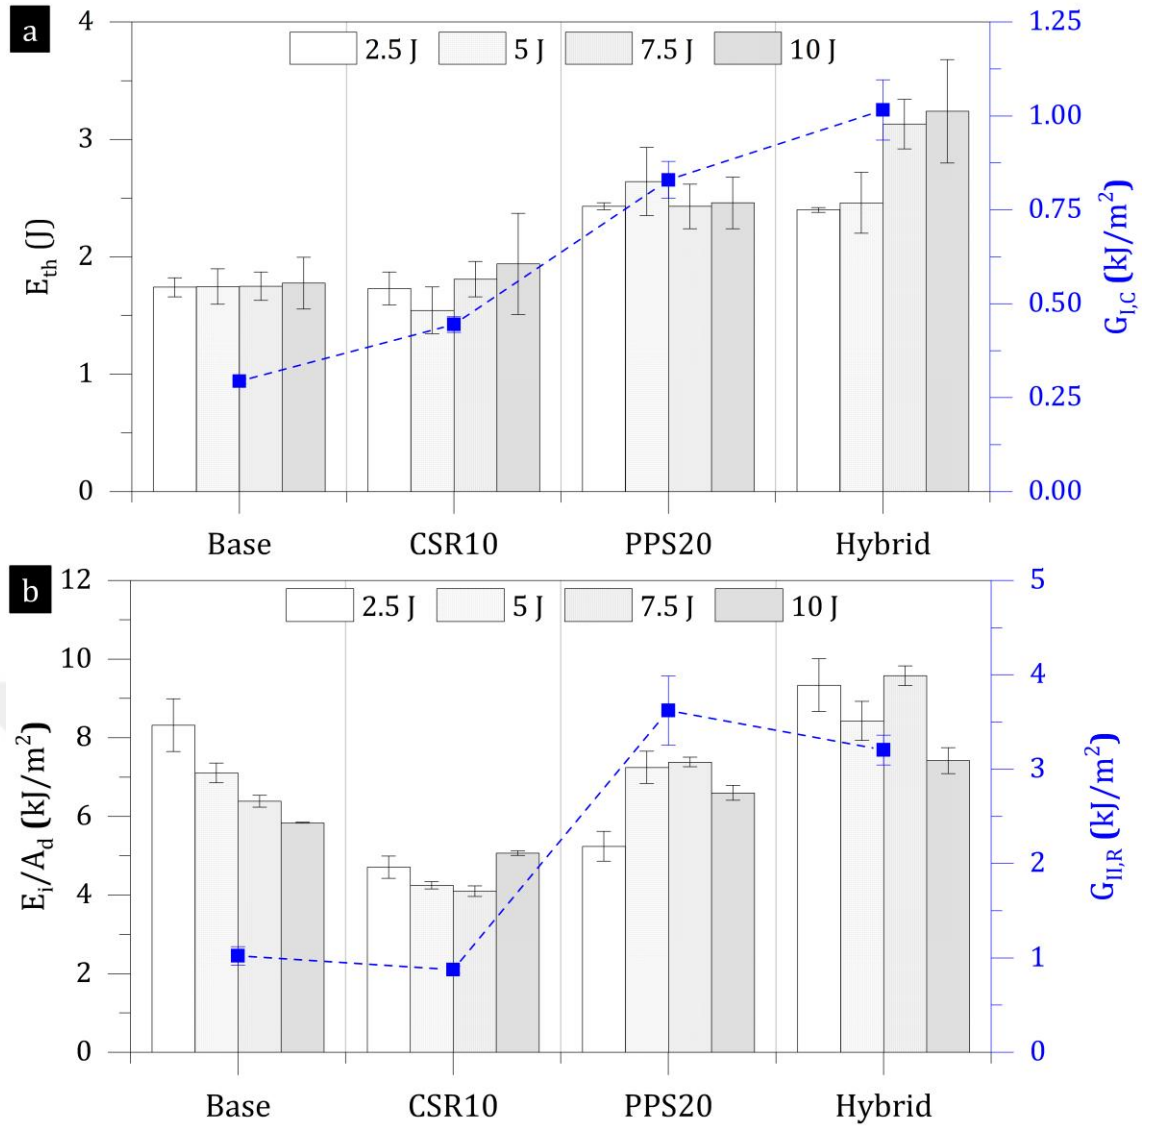 a
2.5 J 5 J 7.5 J 10 J
4
3
2
1
0
E_th (J)
1.25
1.00
0.75
0.50
0.25
0.00
G_I,C (kJ/m²)
Base CSR10 PPS20 Hybrid
b
2.5 J 5 J 7.5 J 10 J
12
10
8
6
4
2
0
E_i/A_d (kJ/m²)
5
4
3
2
1
0
G_II,R (kJ/m²)
Base CSR10 PPS20 Hybrid